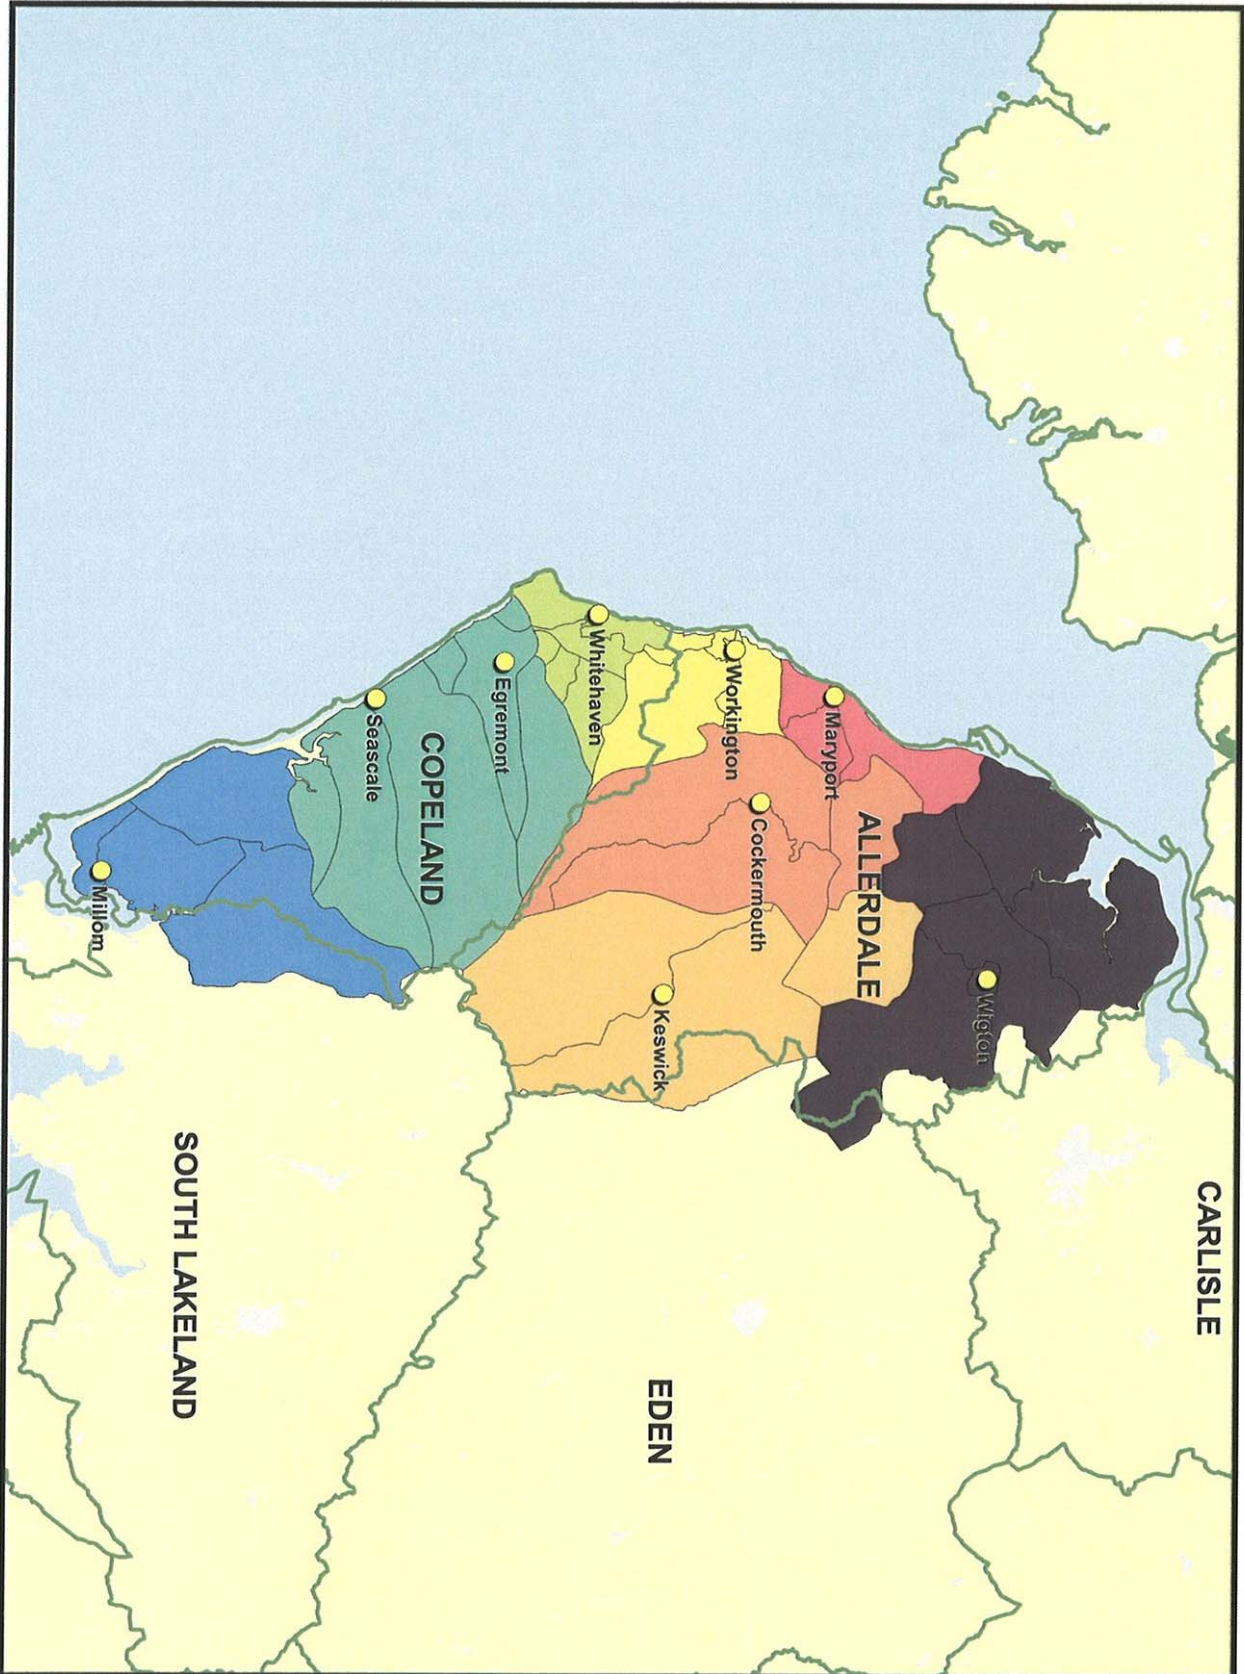 CARLISLE
Wigton
ALLERDALE
Maryport
Cockermouth
Workington
Keswick
EDEN
Whitehaven
Egremont
COPELAND
Seascale
SOUTH LAKELAND
Millom